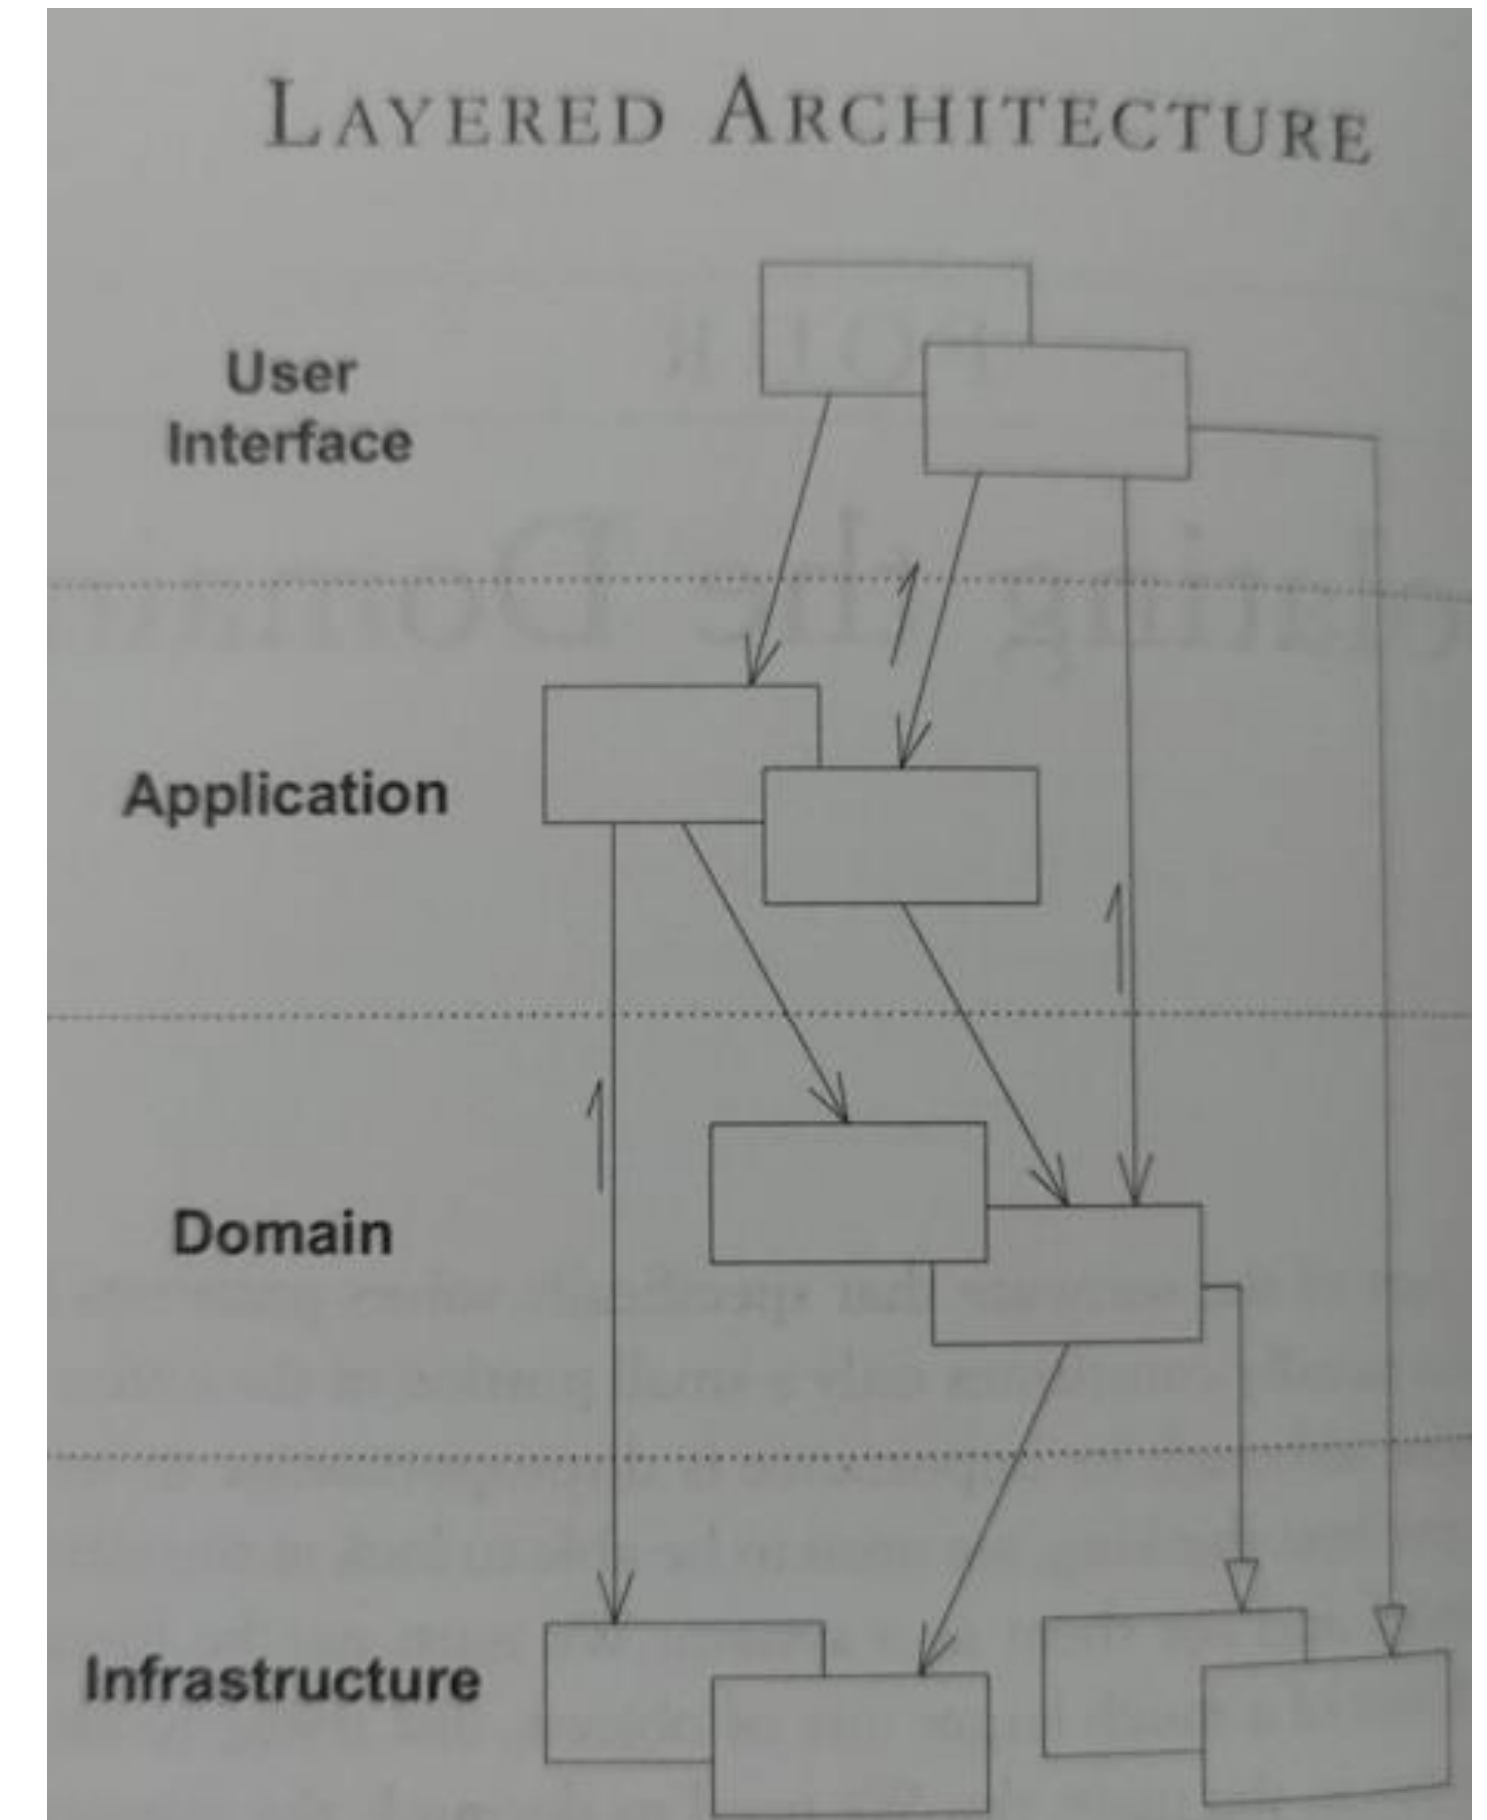 LAYERED ARCHITECTURE
User
Interface
Application
Domain
Infrastructure